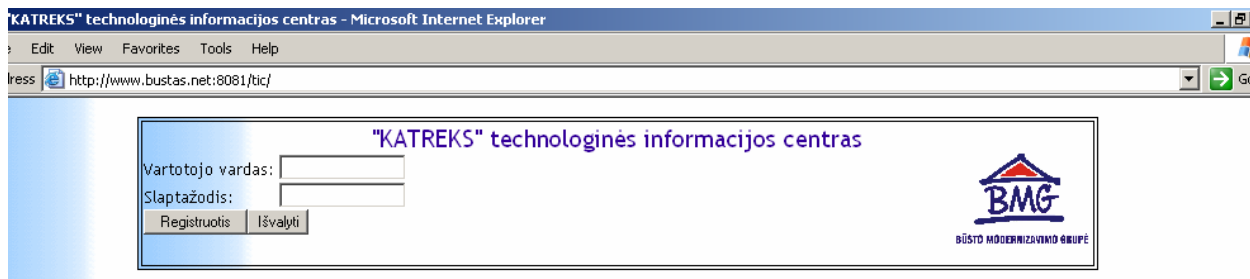 "KATREKS" technologinės informacijos centras - Microsoft Internet Explorer
Edit View Favorites Tools Help
http://www.bustas.net:8081/tic/
"KATREKS" technologinės informacijos centras
Vartotojo vardas:
Slaptažodis:
Registruotis Išvalyti
BMG
BŪSTO MODERNIZAVIMO GRUPĖ